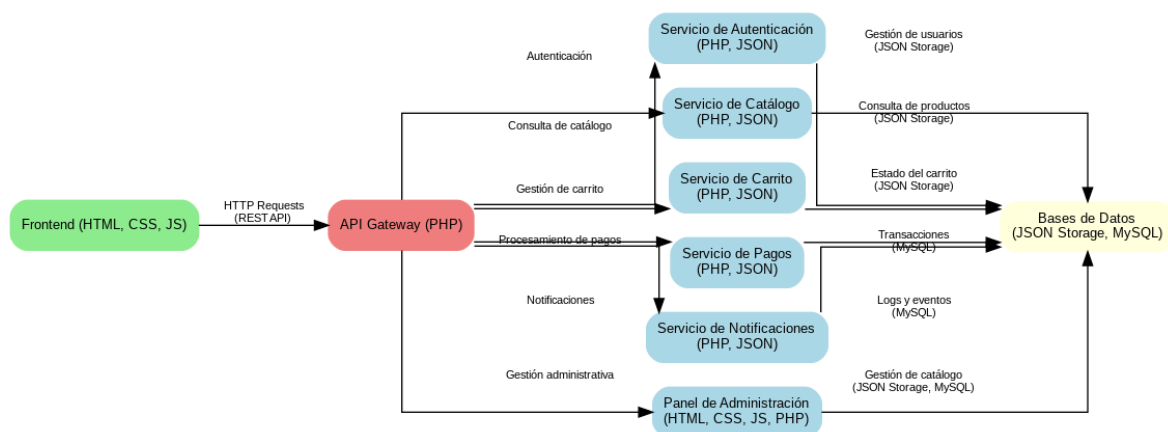 Servicio de Autenticación
(PHP, JSON)
Gestión de usuarios
(JSON Storage)
Autenticación
Servicio de Catálogo
(PHP, JSON)
Consulta de productos
(JSON Storage)
Consulta de catálogo
Servicio de Carrito
(PHP, JSON)
Estado del carrito
(JSON Storage)
Gestión de carrito
HTTP Requests
(REST API)
Frontend (HTML, CSS, JS)
API Gateway (PHP)
Bases de Datos
(JSON Storage, MySQL)
Procesamiento de pagos
Servicio de Pagos
(PHP, JSON)
Transacciones
(MySQL)
Notificaciones
Servicio de Notificaciones
(PHP, JSON)
Logs y eventos
(MySQL)
Gestión administrativa
Gestión de catálogo
(JSON Storage, MySQL)
Panel de Administración
(HTML, CSS, JS, PHP)